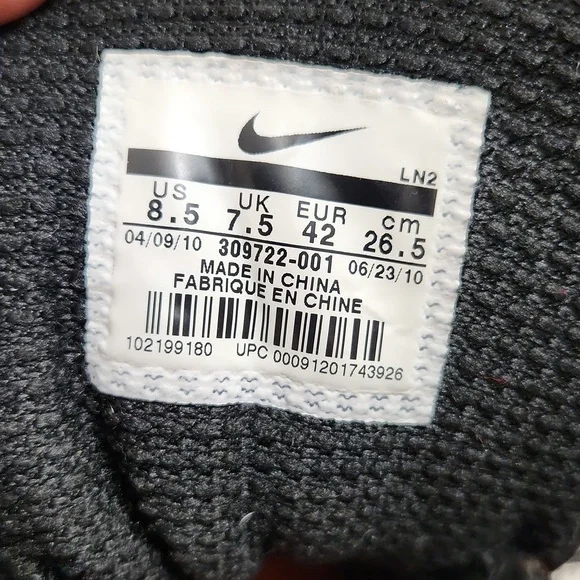 LN2
US UK EUR cm
8.5 7.5 42 26.5
04/09/10 309722-001 06/23/10
MADE IN CHINA
FABRIQUE EN CHINE
102199180 UPC 00091201743926